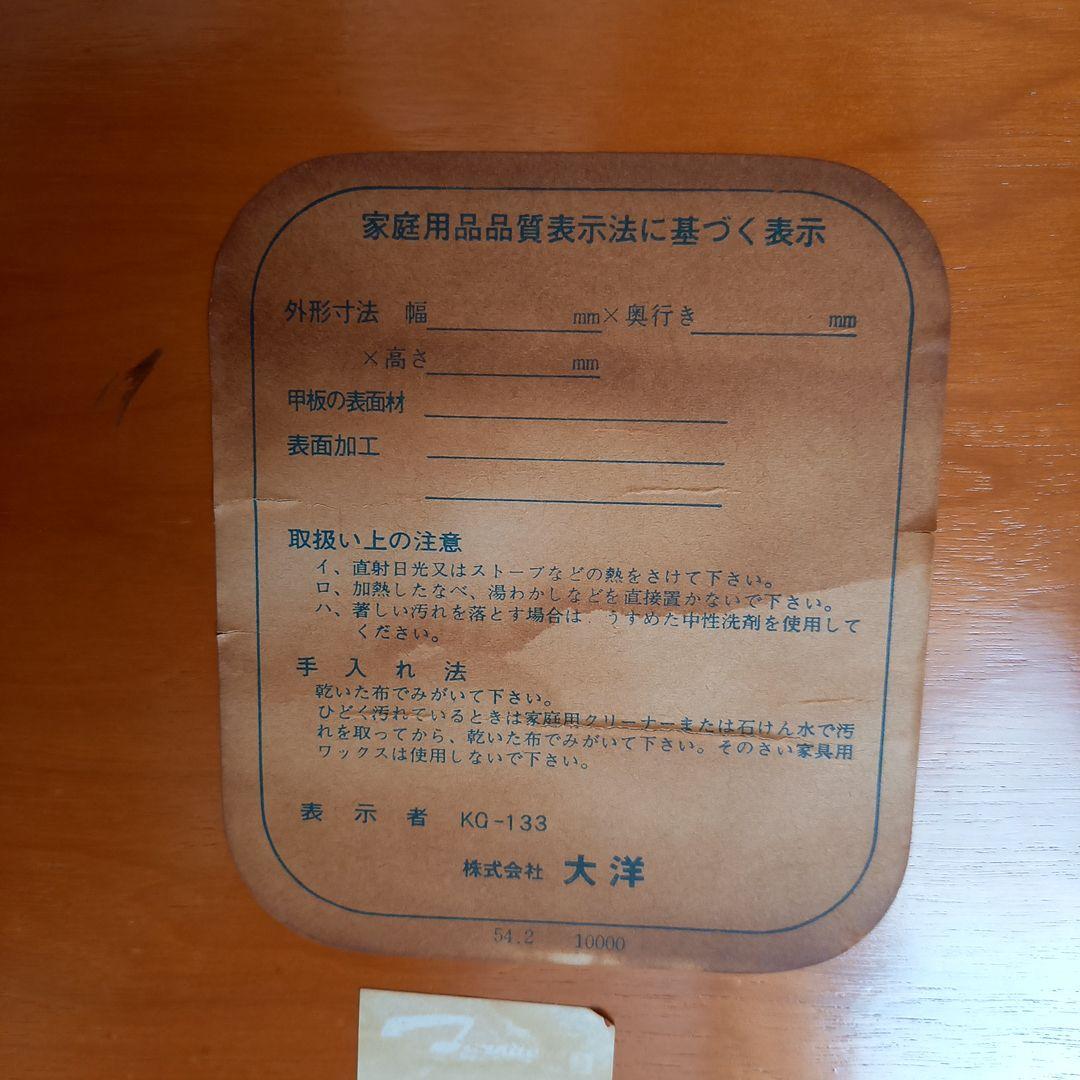 家庭用品品質表示法に基づく表示
外形寸法 幅 mm×奥行き mm
×高さ mm
甲板の表面材
表面加工
取扱い上の注意
イ、直射日光又はストーブなどの熱をさけて下さい。
ロ、加熱したなべ、湯わかしなどを直接置かないで下さい。
ハ、著しい汚れを落とす場合は、うすめた中性洗剤を使用して
ください。
手入れ法
乾いた布でみがいて下さい。
ひどく汚れているときは家庭用クリーナーまたは石けん水で汚
れを取ってから、乾いた布でみがいて下さい。そのさい家具用
ワックスは使用しないで下さい。
表示者 KG-133
株式会社 大洋
54.2 10000